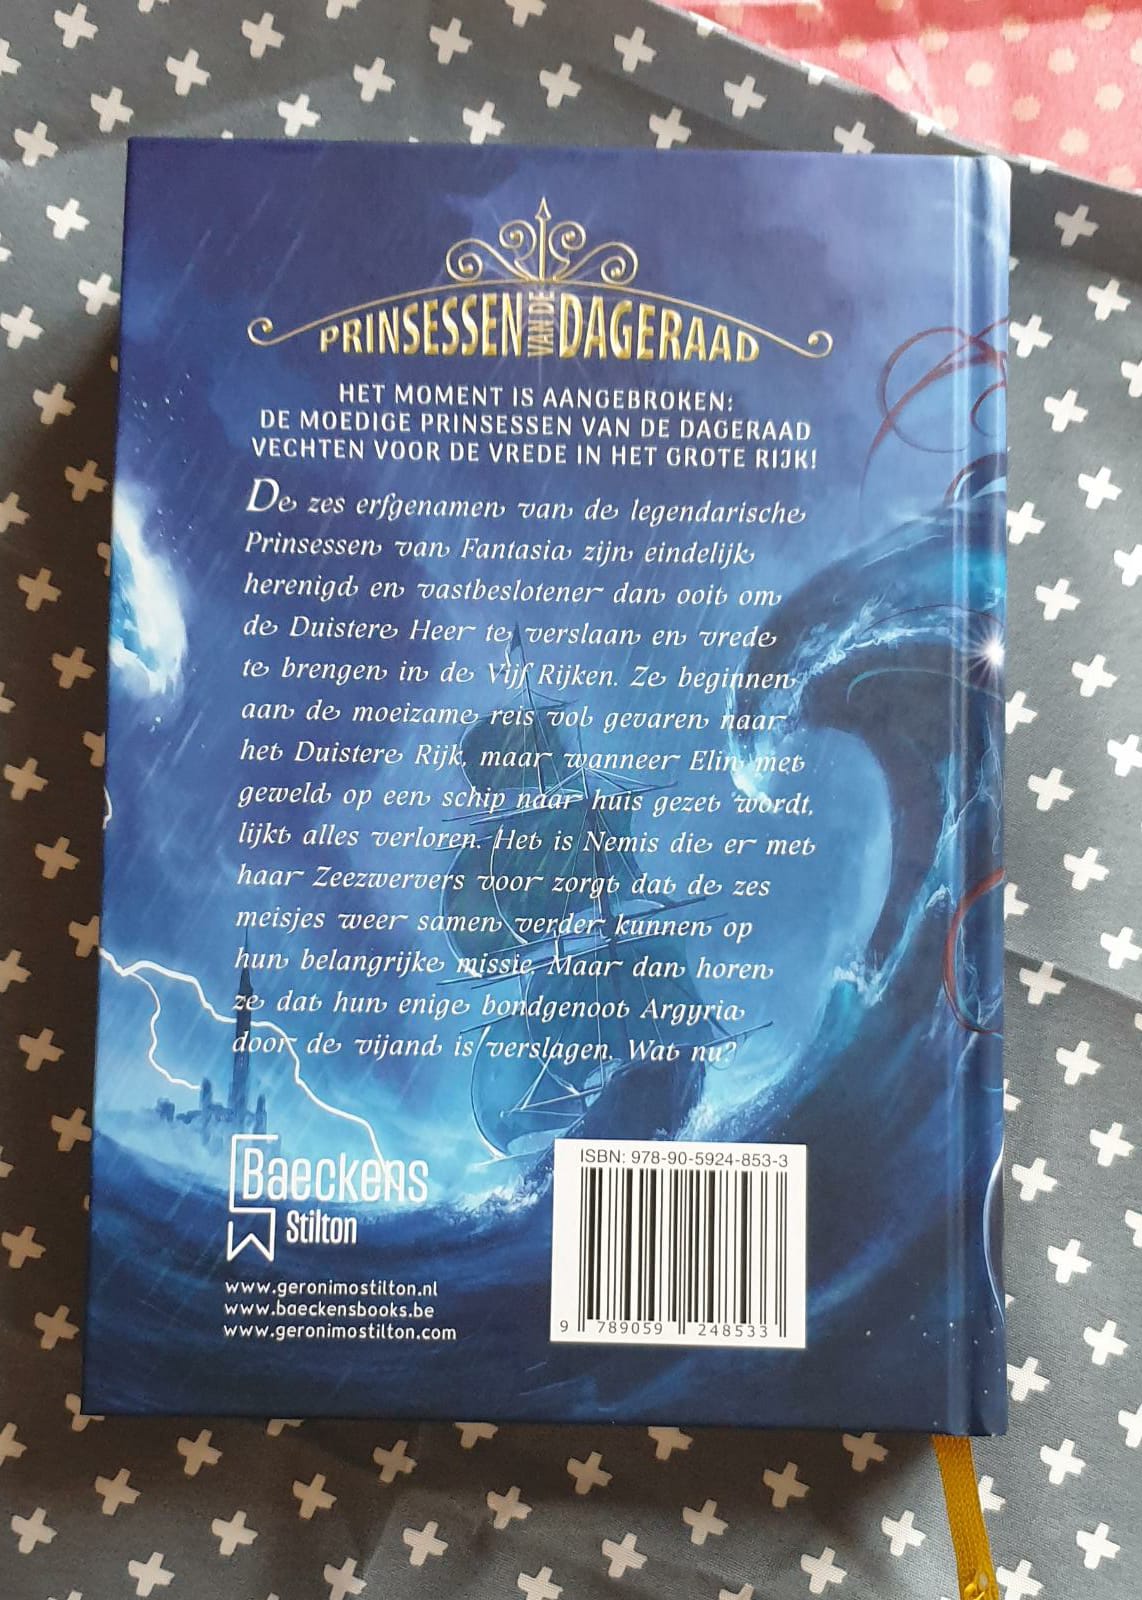 PRINSESSEN VAN DE DAGERAAD
HET MOMENT IS AANGEBROKEN:
DE MOEDIGE PRINSESSEN VAN DE DAGERAAD
VECHTEN VOOR DE VREDE IN HET GROTE RIJK!
De zes erfgenamen van de legendarische
Prinsessen van Fantasia zijn eindelijk
herenigd en vastbeslotener dan ooit om
de Duistere Heer te verslaan en vrede
te brengen in de Vijf Rijken. Ze beginnen
aan de moeizame reis vol gevaren naar
het Duistere Rijk, maar wanneer Elin met
geweld op een schip naar huis gezet wordt,
lijkt alles verloren. Het is Nemis die er met
haar Zeezwervers voor zorgt dat de zes
meisjes weer samen verder kunnen op
hun belangrijke missie. Maar dan horen
ze dat hun enige bondgenoot Argyria
door de vijand is verslagen. Wat nu?
Baeckens
Stilton
www.geronimostilton.nl
www.baeckensbooks.be
www.geronimostilton.com
ISBN: 978-90-5924-853-3
9 789059 248533